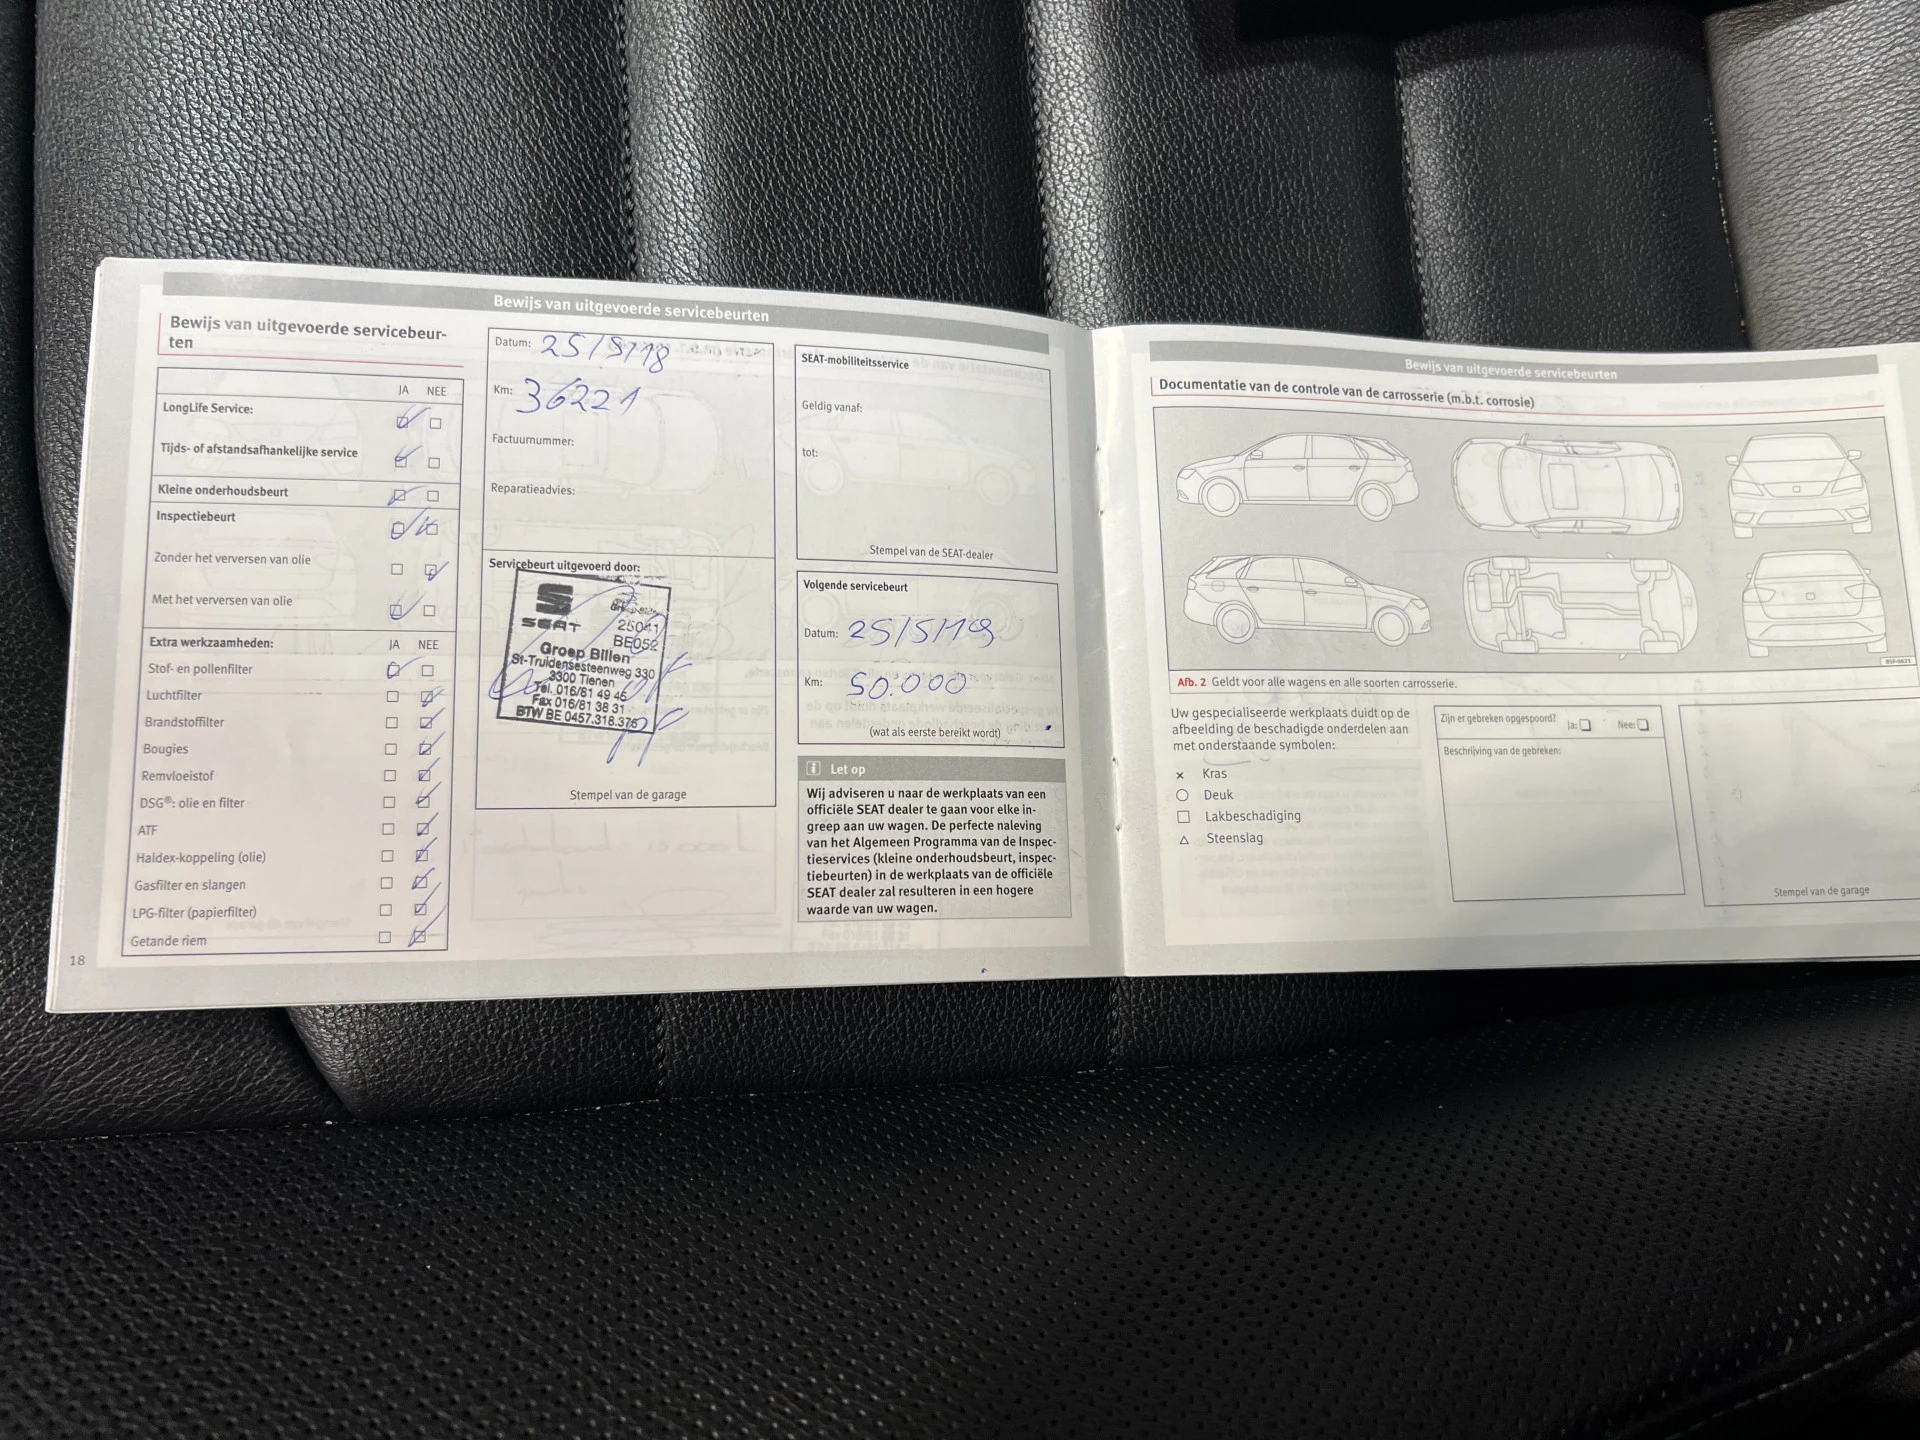 Bewijs van uitgevoerde servicebeurten
Bewijs van uitgevoerde servicebeur-
ten
JA NEE
LongLife Service:
Tijds- of afstandsafhankelijke service
Kleine onderhoudsbeurt
Inspectiebeurt
Zonder het verversen van olie
Met het verversen van olie
Extra werkzaamheden: JA NEE
Stof- en pollenfilter
Luchtfilter
Brandstoffilter
Bougies
Remvloeistof
DSG®: olie en filter
ATF
Haldex-koppeling (olie)
Gasfilter en slangen
LPG-filter (papierfilter)
Getande riem
18
Datum: 25/5/18
Km: 36221
Factuurnummer:
Reparatieadvies:
Servicebeurt uitgevoerd door:
SEAT
26041
BE052
Groep Billen
St-Truidensesteenweg 330
3300 Tienen
Tel. 016/81 49 46
Fax 016/81 38 31
BTW BE 0457.318.376
Stempel van de garage
SEAT-mobiliteitsservice
Geldig vanaf:
tot:
Stempel van de SEAT-dealer
Volgende servicebeurt
Datum: 25/5/19
Km: 50.000
(wat als eerste bereikt wordt)
i Let op
Wij adviseren u naar de werkplaats van een
officiële SEAT dealer te gaan voor elke in-
greep aan uw wagen. De perfecte naleving
van het Algemeen Programma van de Inspec-
tieservices (kleine onderhoudsbeurt, inspec-
tiebeurten) in de werkplaats van de officiële
SEAT dealer zal resulteren in een hogere
waarde van uw wagen.
Bewijs van uitgevoerde servicebeurten
Documentatie van de controle van de carrosserie (m.b.t. corrosie)
B5F-0621
Afb. 2 Geldt voor alle wagens en alle soorten carrosserie.
Uw gespecialiseerde werkplaats duidt op de
afbeelding de beschadigde onderdelen aan
met onderstaande symbolen:
× Kras
○ Deuk
□ Lakbeschadiging
△ Steenslag
Zijn er gebreken opgespoord? Ja: Nee:
Beschrijving van de gebreken:
Stempel van de garage